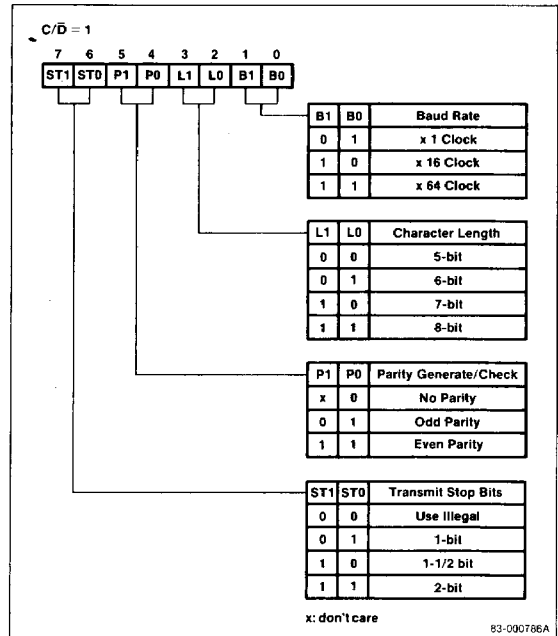 C/D̅ = 1
7 6 5 4 3 2 1 0
ST1 ST0 P1 P0 L1 L0 B1 B0
B1 B0 Baud Rate
0 1 x 1 Clock
1 0 x 16 Clock
1 1 x 64 Clock
L1 L0 Character Length
0 0 5-bit
0 1 6-bit
1 0 7-bit
1 1 8-bit
P1 P0 Parity Generate/Check
x 0 No Parity
0 1 Odd Parity
1 1 Even Parity
ST1 ST0 Transmit Stop Bits
0 0 Use Illegal
0 1 1-bit
1 0 1-1/2 bit
1 1 2-bit
x: don't care
83-000786A